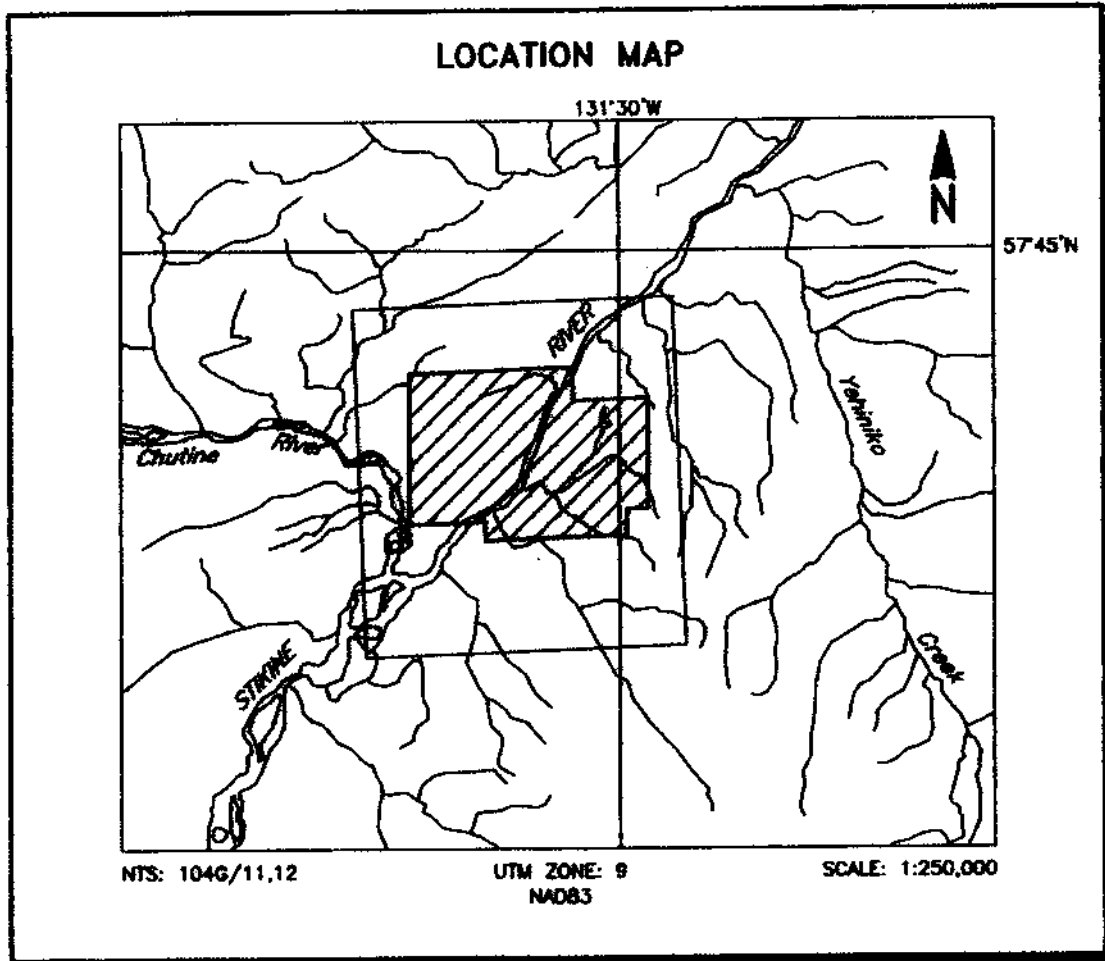 LOCATION MAP
131°30'W
N
57°45'N
RIVER
Yehiniko
Chutine River
Creek
STIKINE
NTS: 104G/11,12
UTM ZONE: 9
SCALE: 1:250,000
NAD83